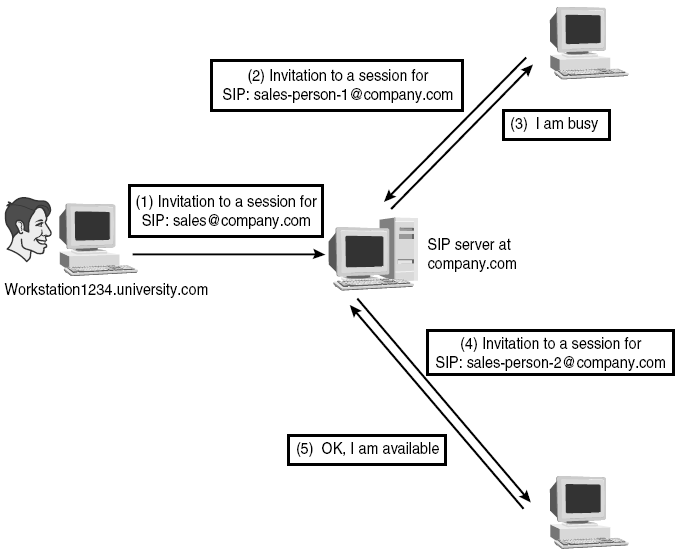 (2) Invitation to a session for
SIP: sales-person-1@company.com
(3) I am busy
(1) Invitation to a session for
SIP: sales@company.com
SIP server at
company.com
Workstation1234.university.com
(4) Invitation to a session for
SIP: sales-person-2@company.com
(5) OK, I am available